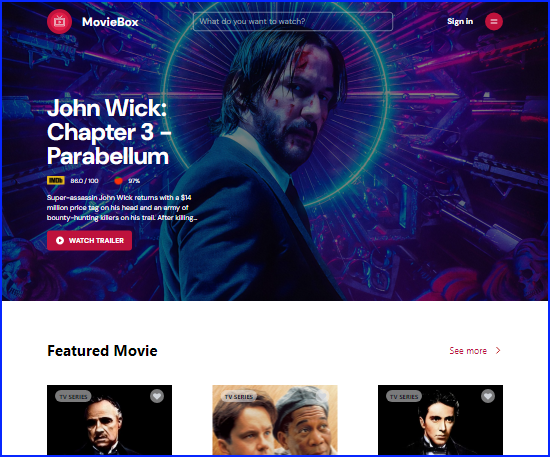 MovieBox
What do you want to watch?
Sign in
John Wick:
Chapter 3 –
Parabellum
IMDb 86.0 / 100 97%
Super-assassin John Wick returns with a $14
million price tag on his head and an army of
bounty-hunting killers on his trail. After killing...
WATCH TRAILER
Featured Movie
See more
TV SERIES
TV SERIES
TV SERIES